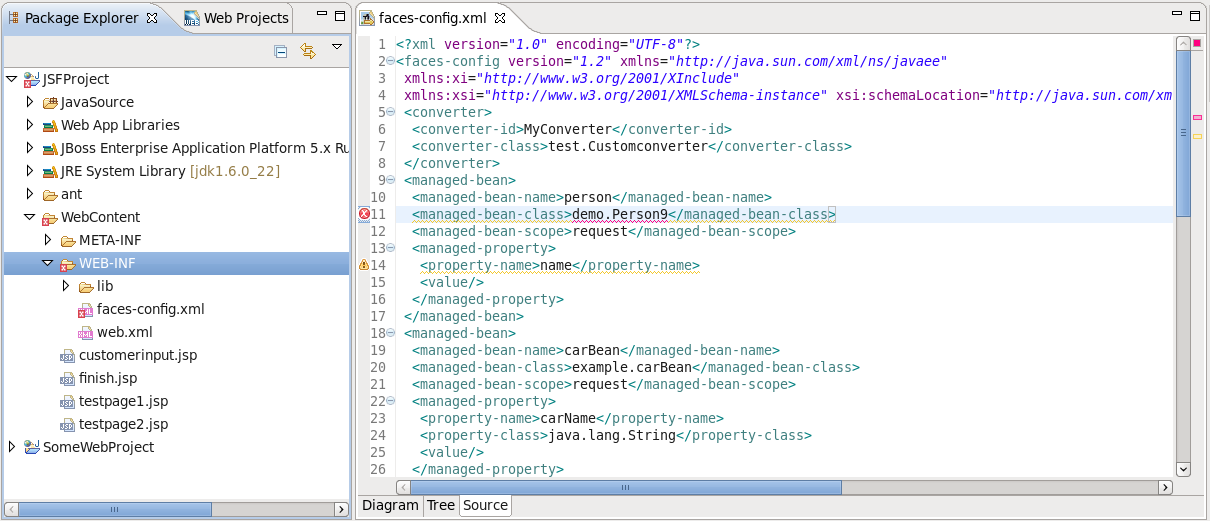 Package Explorer
Web Projects
JSFProject
JavaSource
Web App Libraries
JBoss Enterprise Application Platform 5.x Ru
JRE System Library [jdk1.6.0_22]
ant
WebContent
META-INF
WEB-INF
lib
faces-config.xml
web.xml
customerinput.jsp
finish.jsp
testpage1.jsp
testpage2.jsp
SomeWebProject
faces-config.xml
1 <?xml version="1.0" encoding="UTF-8"?>
2 <faces-config version="1.2" xmlns="http://java.sun.com/xml/ns/javaee"
3 xmlns:xi="http://www.w3.org/2001/XInclude"
4 xmlns:xsi="http://www.w3.org/2001/XMLSchema-instance" xsi:schemaLocation="http://java.sun.com/xm
5 <converter>
6 <converter-id>MyConverter</converter-id>
7 <converter-class>test.Customconverter</converter-class>
8 </converter>
9 <managed-bean>
10 <managed-bean-name>person</managed-bean-name>
11 <managed-bean-class>demo.Person9</managed-bean-class>
12 <managed-bean-scope>request</managed-bean-scope>
13 <managed-property>
14 <property-name>name</property-name>
15 <value/>
16 </managed-property>
17 </managed-bean>
18 <managed-bean>
19 <managed-bean-name>carBean</managed-bean-name>
20 <managed-bean-class>example.carBean</managed-bean-class>
21 <managed-bean-scope>request</managed-bean-scope>
22 <managed-property>
23 <property-name>carName</property-name>
24 <property-class>java.lang.String</property-class>
25 <value/>
26 </managed-property>
Diagram Tree Source